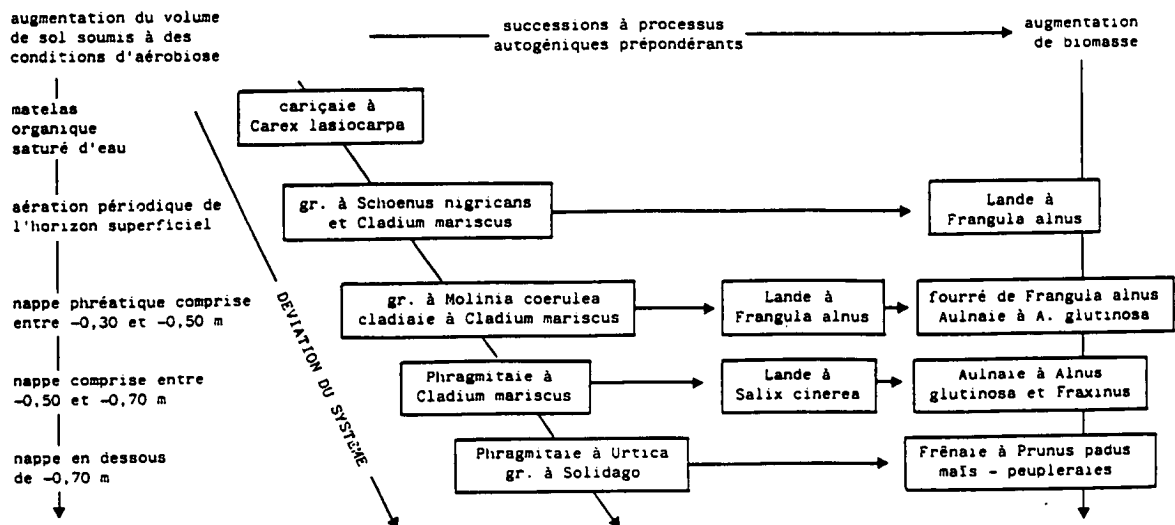 augmentation du volume
de sol soumis à des
conditions d'aérobiose
successions à processus
autogéniques prépondérants
augmentation
de biomasse
matelas
organique
saturé d'eau
cariçaie à
Carex lasiocarpa
aération périodique de
l'horizon superficiel
gr. à Schoenus nigricans
et Cladium mariscus
Lande à
Frangula alnus
DEVIATION DU SYSTEME
nappe phréatique comprise
entre -0,30 et -0,50 m
gr. à Molinia coerulea
cladiaie à Cladium mariscus
Lande à
Frangula alnus
fourré de Frangula alnus
Aulnaie à A. glutinosa
nappe comprise entre
-0,50 et -0,70 m
Phragmitaie à
Cladium mariscus
Lande à
Salix cinerea
Aulnaie à Alnus
glutinosa et Fraxinus
nappe en dessous
de -0,70 m
Phragmitaie à Urtica
gr. à Solidago
Frênaie à Prunus padus
maïs - peupleraies